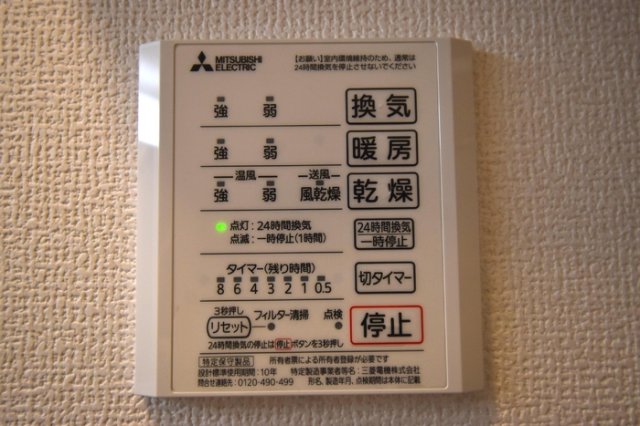 MITSUBISHI
ELECTRIC
【お願い】室内環境維持のため、通常は
24時間換気を停止させないでください
強 弱 換気
強 弱 暖房
温風 送風
強 弱 風乾燥 乾燥
点灯:24時間換気
点滅:一時停止(1時間)
24時間換気
一時停止
タイマー(残り時間)
8 6 4 3 2 1 0.5
切タイマー
3秒押し
リセット フィルター清掃 点検
停止
24時間換気の停止は停止ボタンを3秒押し
特定保守製品 所有者票による所有者登録が必要です
設計標準使用期間:10年 特定製造事業者等名:三菱電機株式会社
問合せ連絡先:0120-490-499 形名、製造年月、点検期間は本体に記載